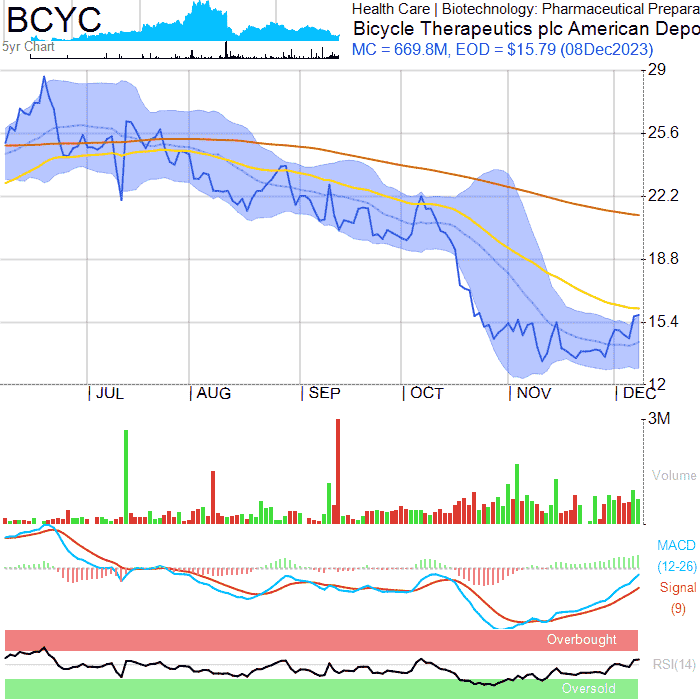 BCYC
Health Care | Biotechnology: Pharmaceutical Prepara
Bicycle Therapeutics plc American Depo
MC = 669.8M, EOD = $15.79 (08Dec2023)
5yr Chart
29
25.6
22.2
18.8
15.4
12
JUL AUG SEP OCT NOV DEC
3M
Volume
MACD
(12-26)
Signal
(9)
Overbought
RSI(14)
Oversold